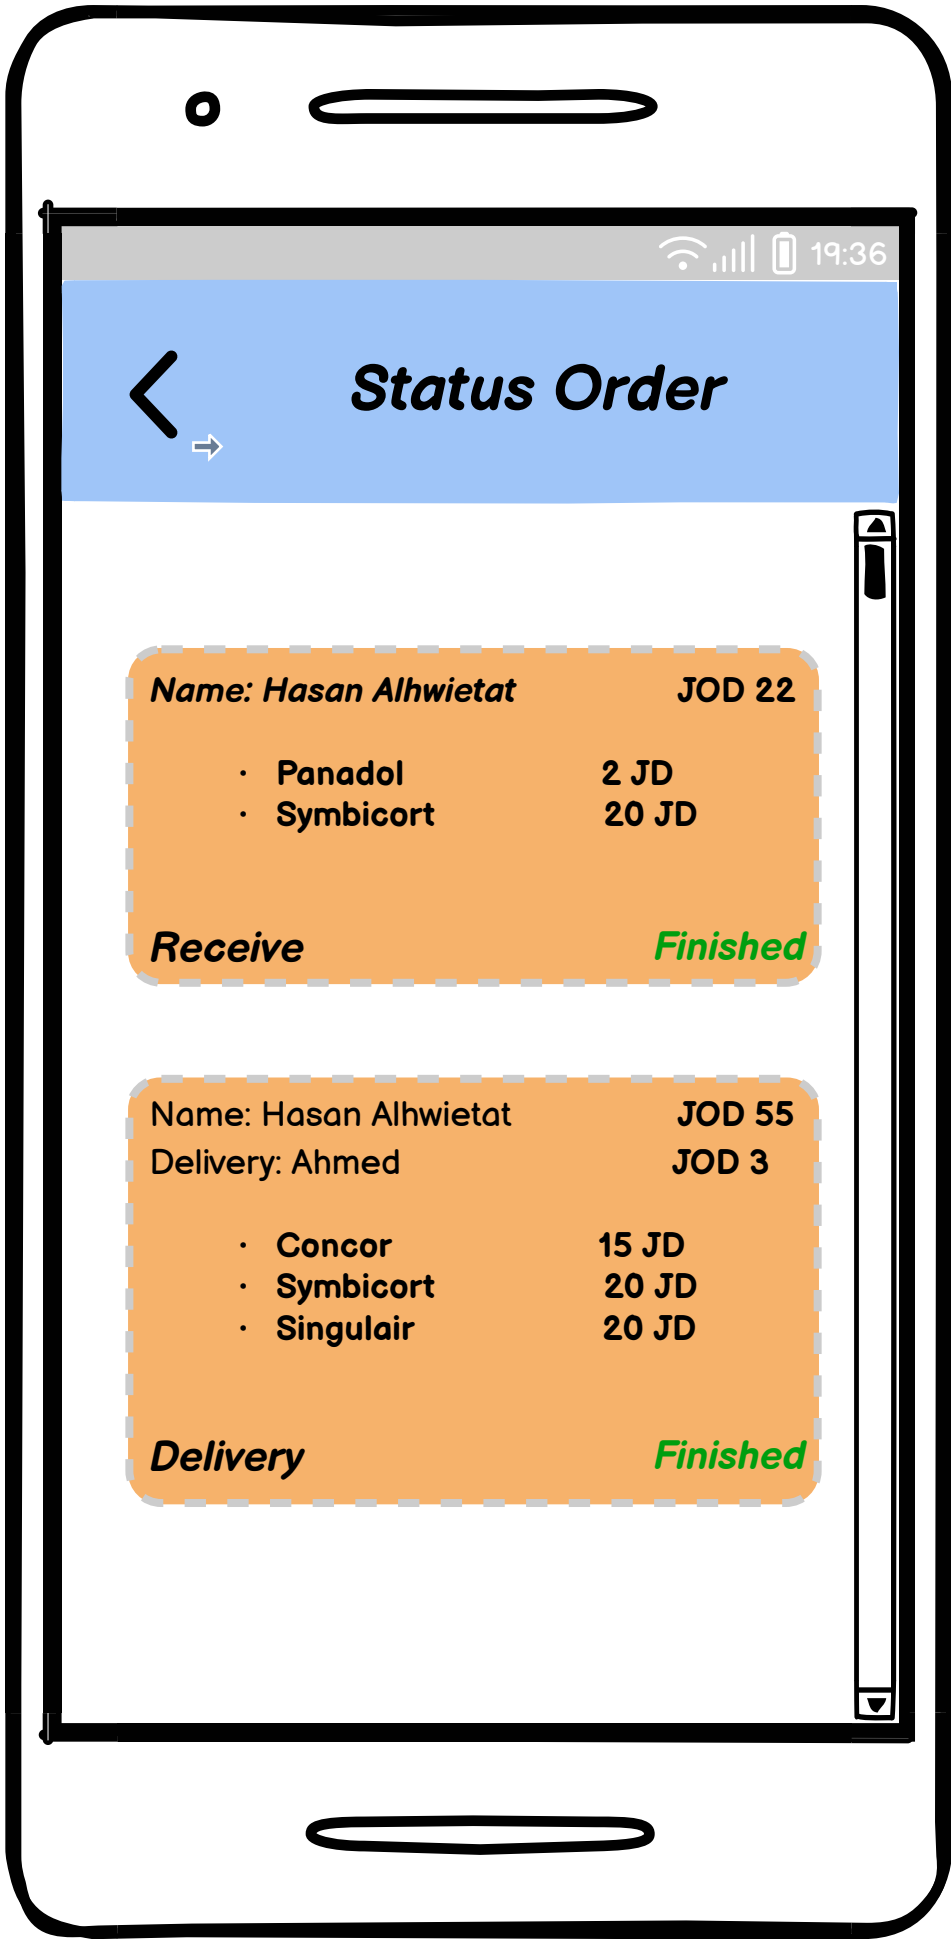 19:36
Status Order
Name: Hasan Alhwietat JOD 22
· Panadol 2 JD
· Symbicort 20 JD
Receive Finished
Name: Hasan Alhwietat JOD 55
Delivery: Ahmed JOD 3
· Concor 15 JD
· Symbicort 20 JD
· Singulair 20 JD
Delivery Finished